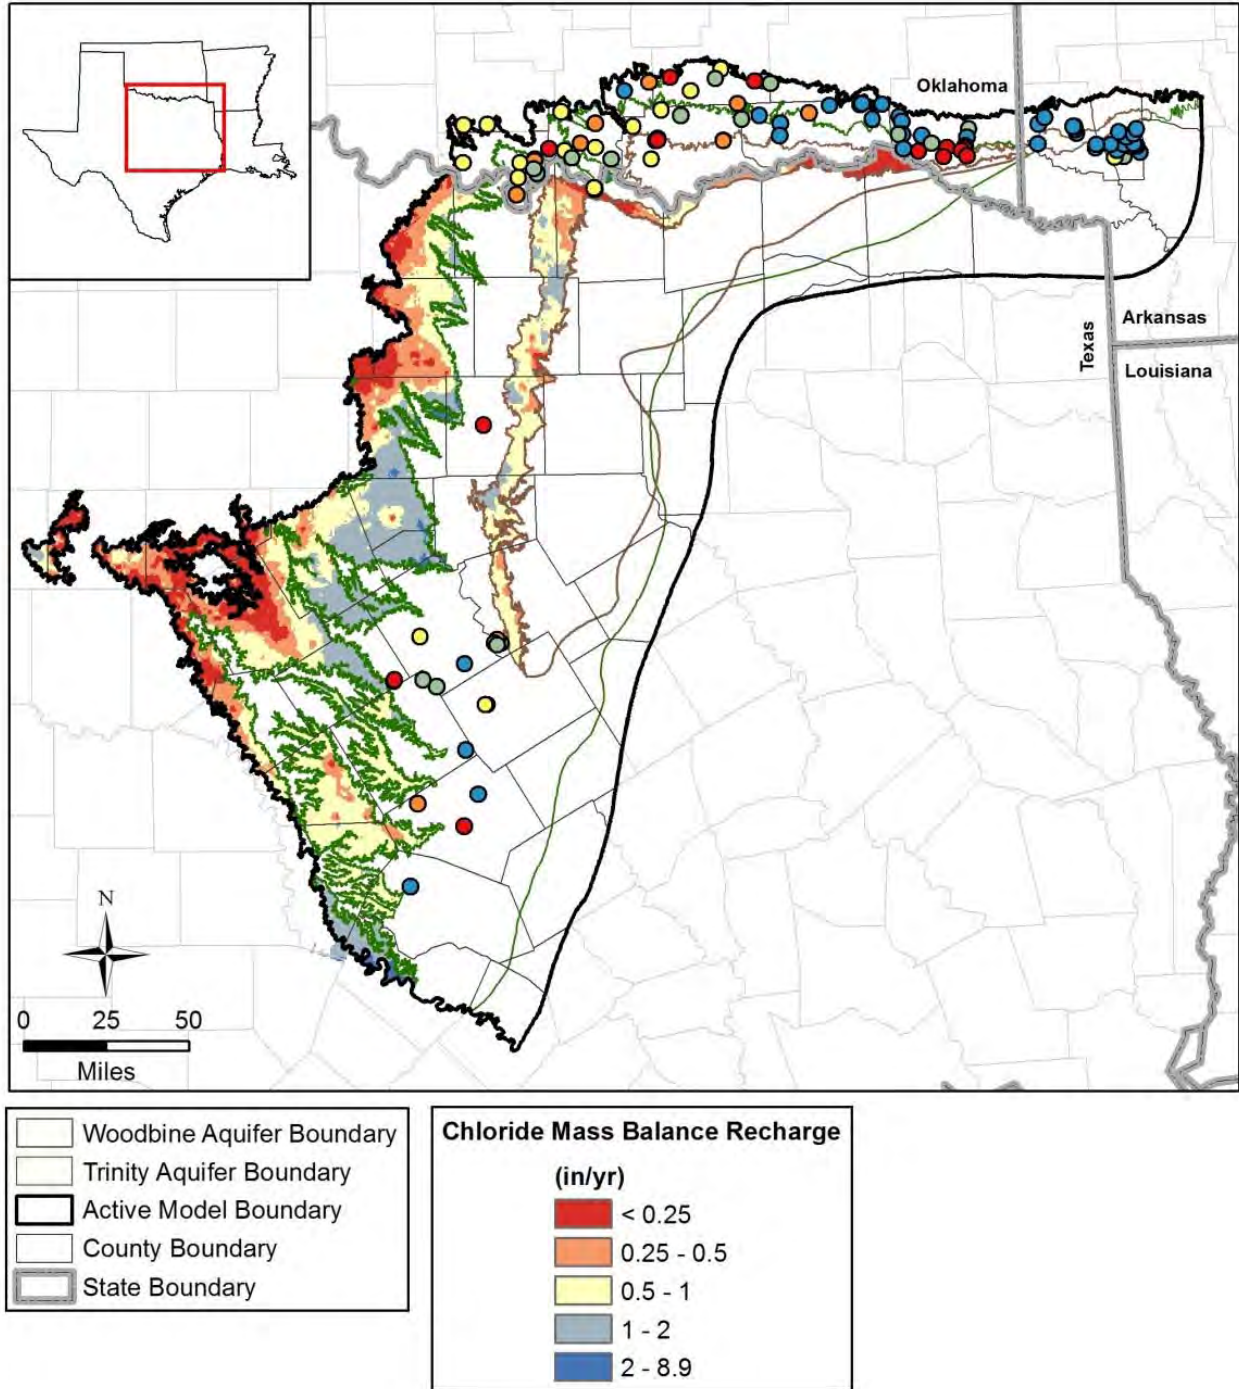 Oklahoma
Arkansas
Texas
Louisiana
N
0 25 50
Miles
Woodbine Aquifer Boundary
Trinity Aquifer Boundary
Active Model Boundary
County Boundary
State Boundary
Chloride Mass Balance Recharge
(in/yr)
< 0.25
0.25 - 0.5
0.5 - 1
1 - 2
2 - 8.9